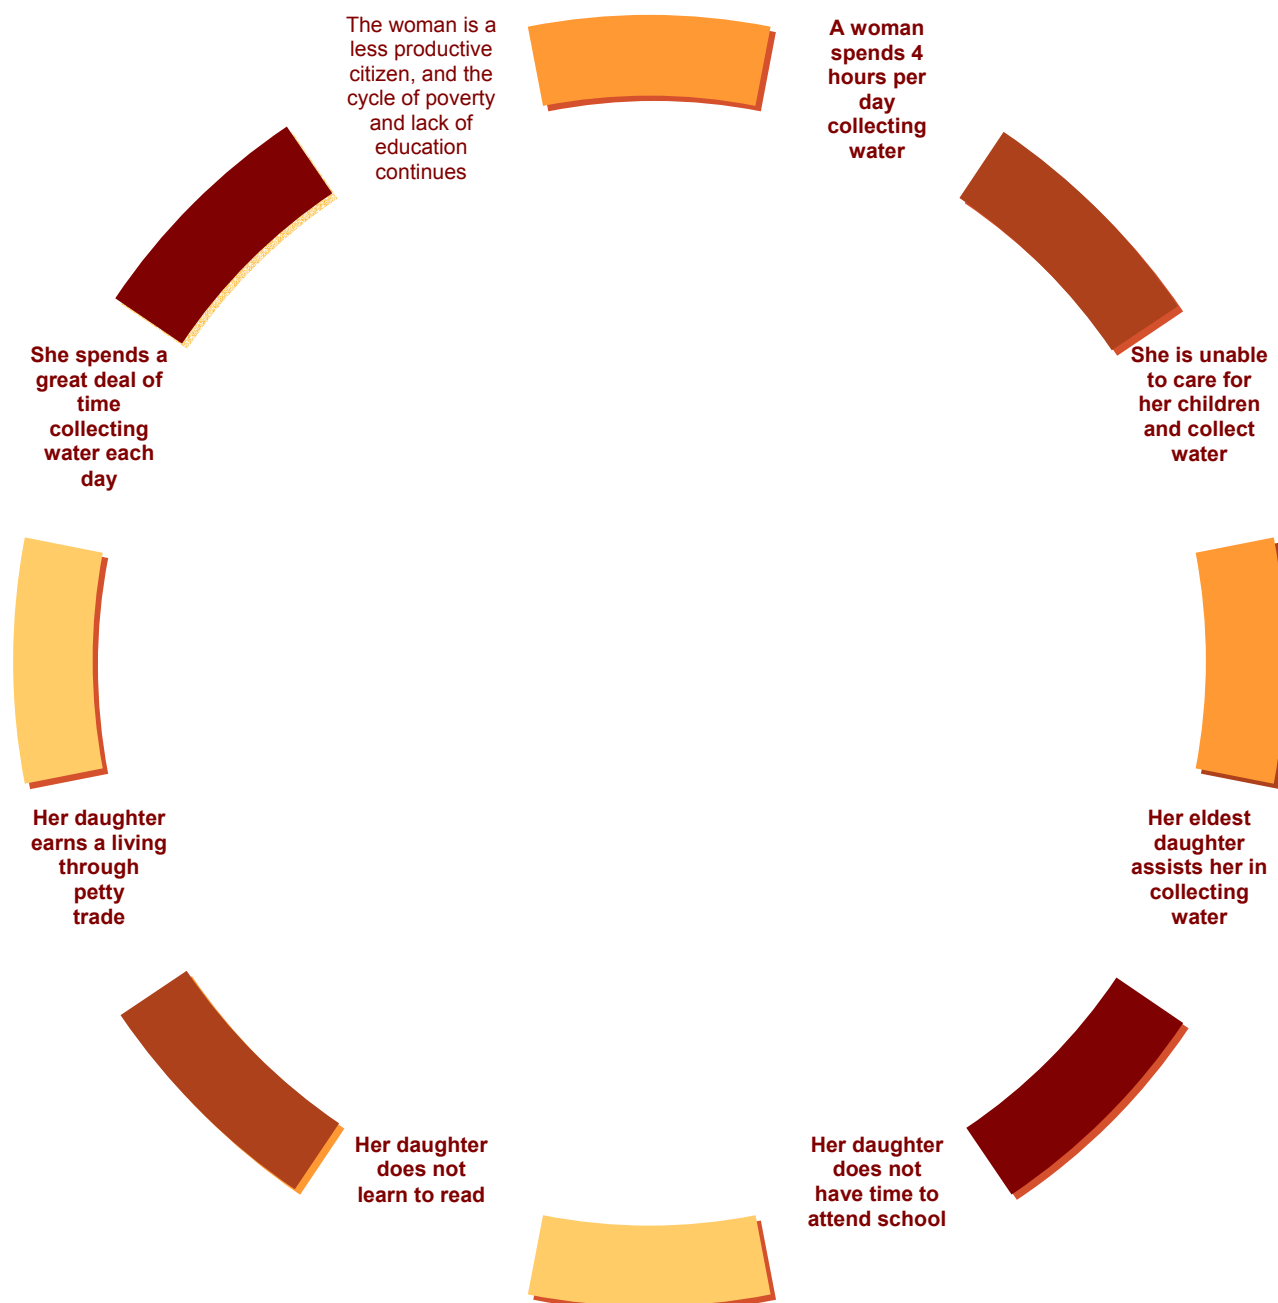 The woman is a
less productive
citizen, and the
cycle of poverty
and lack of
education
continues
A woman
spends 4
hours per
day
collecting
water
She is unable
to care for
her children
and collect
water
Her eldest
daughter
assists her in
collecting
water
Her daughter
does not
have time to
attend school
Her daughter
does not
learn to read
Her daughter
earns a living
through
petty
trade
She spends a
great deal of
time
collecting
water each
day